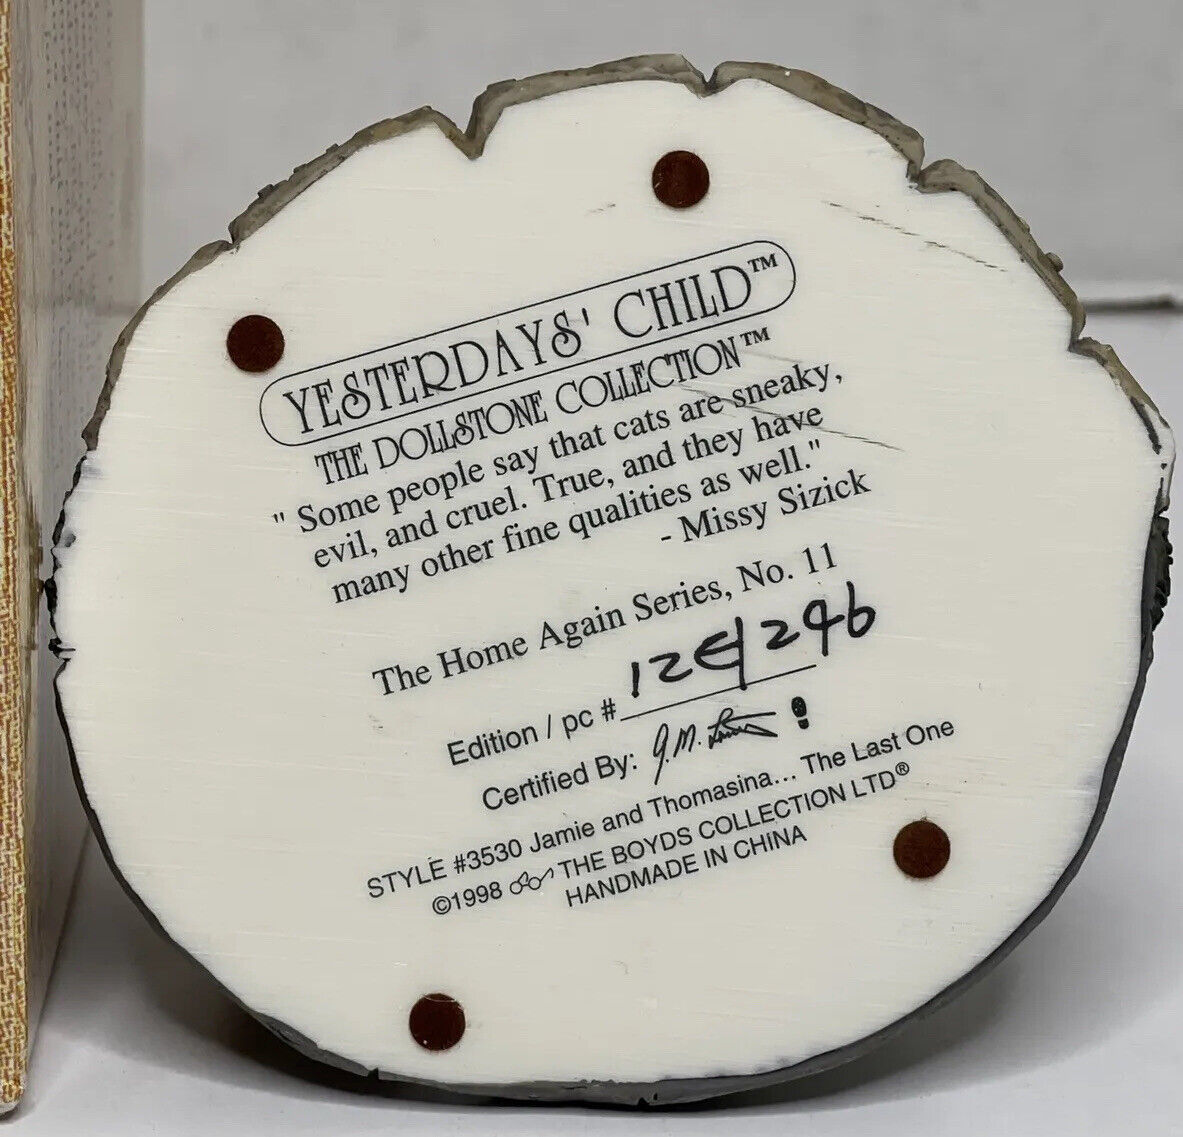 YESTERDAYS' CHILD™
THE DOLLSTONE COLLECTION™
" Some people say that cats are sneaky,
evil, and cruel. True, and they have
many other fine qualities as well."
- Missy Sizick
The Home Again Series, No. 11
Edition / pc # 12E/296
Certified By: G.M.
STYLE #3530 Jamie and Thomasina... The Last One
©1998 THE BOYDS COLLECTION LTD®
HANDMADE IN CHINA